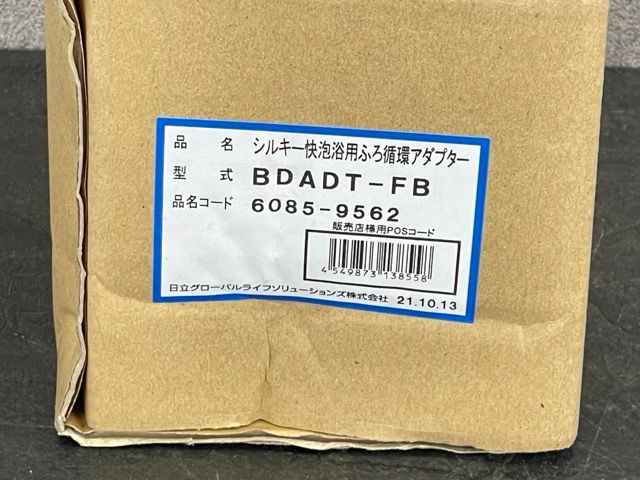 品名 シルキー快泡浴用ふろ循環アダプター
型式 BDADT-FB
品名コード 6085-9562
販売店様用POSコード
4549873138558
日立グローバルライフソリューションズ株式会社 21.10.13